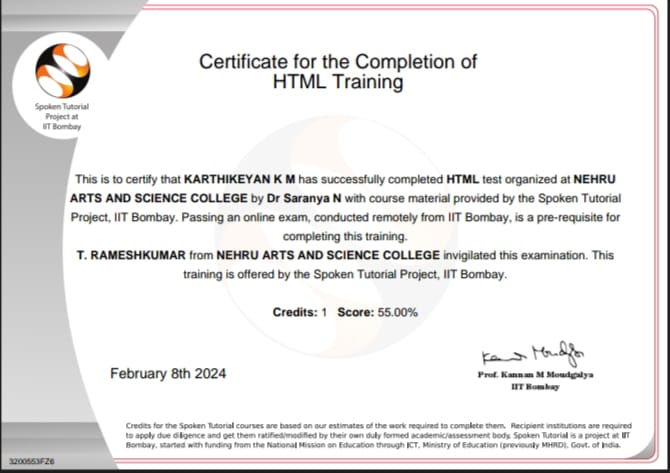 Spoken Tutorial
Project at
IIT Bombay
Certificate for the Completion of
HTML Training
This is to certify that KARTHIKEYAN K M has successfully completed HTML test organized at NEHRU
ARTS AND SCIENCE COLLEGE by Dr Saranya N with course material provided by the Spoken Tutorial
Project, IIT Bombay. Passing an online exam, conducted remotely from IIT Bombay, is a pre-requisite for
completing this training.
T. RAMESHKUMAR from NEHRU ARTS AND SCIENCE COLLEGE invigilated this examination. This
training is offered by the Spoken Tutorial Project, IIT Bombay.
Credits: 1 Score: 55.00%
February 8th 2024
Prof. Kannan M Moudgalya
IIT Bombay
Credits for the Spoken Tutorial courses are based on our estimates of the work required to complete them. Recipient institutions are required
to apply due diligence and get them ratified/modified by their own duly formed academic/assessment body. Spoken Tutorial is a project at IIT
Bombay, started with funding from the National Mission on Education through ICT, Ministry of Education (previously MHRD), Govt. of India.
3200553FZ6